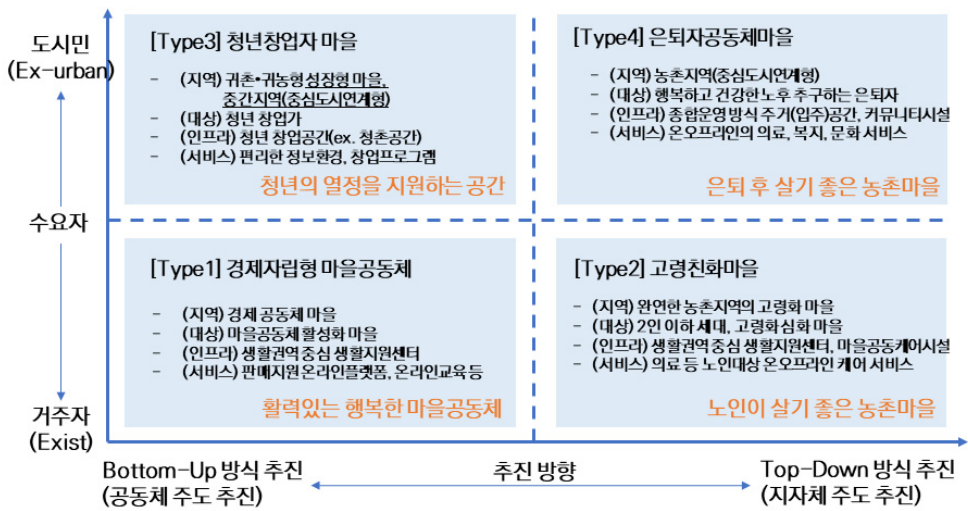 도시민
(Ex-urban)
[Type3] 청년창업자 마을
- (지역) 귀촌•귀농형 성장형 마을,
중간지역(중심도시연계형)
- (대상) 청년 창업가
- (인프라) 청년 창업공간(ex. 청촌공간)
- (서비스) 편리한 정보환경, 창업프로그램
청년의 열정을 지원하는 공간
[Type4] 은퇴자공동체마을
- (지역) 농촌지역(중심도시연계형)
- (대상) 행복하고 건강한 노후 추구하는 은퇴자
- (인프라) 종합운영 방식 주거(입주)공간, 커뮤니티시설
- (서비스) 온오프라인의 의료, 복지, 문화 서비스
은퇴 후 살기 좋은 농촌마을
수요자
[Type1] 경제자립형 마을공동체
- (지역) 경제 공동체 마을
- (대상) 마을공동체 활성화 마을
- (인프라) 생활권역 중심 생활지원센터
- (서비스) 판매지원 온라인플랫폼, 온라인교육 등
활력있는 행복한 마을공동체
[Type2] 고령친화마을
- (지역) 완연한 농촌지역의 고령화 마을
- (대상) 2인 이하 세대, 고령화 심화 마을
- (인프라) 생활권역 중심 생활지원센터, 마을공동케어시설
- (서비스) 의료 등 노인대상 온오프라인 케어 서비스
노인이 살기 좋은 농촌마을
거주자
(Exist)
Bottom-Up 방식 추진
(공동체 주도 추진)
추진 방향
Top-Down 방식 추진
(지자체 주도 추진)